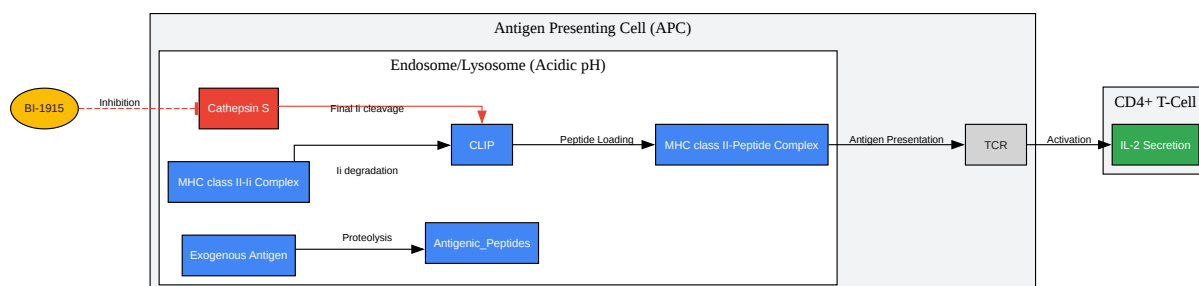 Antigen Presenting Cell (APC)
Endosome/Lysosome (Acidic pH)
BI-1915
Inhibition
Cathepsin S
Final Ii cleavage
MHC class II-Ii Complex
Ii degradation
CLIP
Peptide Loading
MHC class II-Peptide Complex
Antigen Presentation
TCR
Activation
CD4+ T-Cell
IL-2 Secretion
Exogenous Antigen
Proteolysis
Antigenic_Peptides